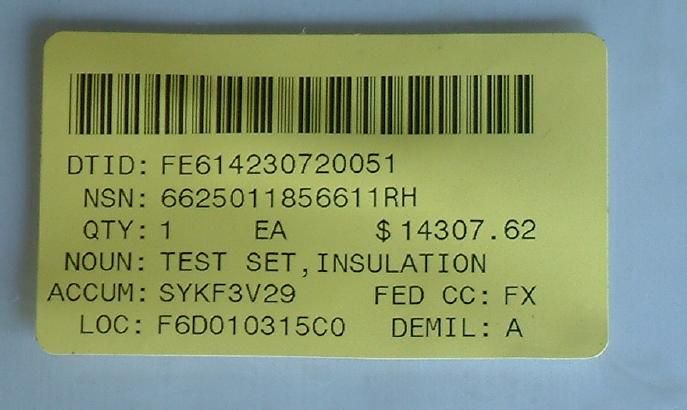 DTID: FE614230720051
NSN: 6625011856611RH
QTY: 1 EA $14307.62
NOUN: TEST SET,INSULATION
ACCUM: SYKF3V29 FED CC: FX
LOC: F6D010315C0 DEMIL: A